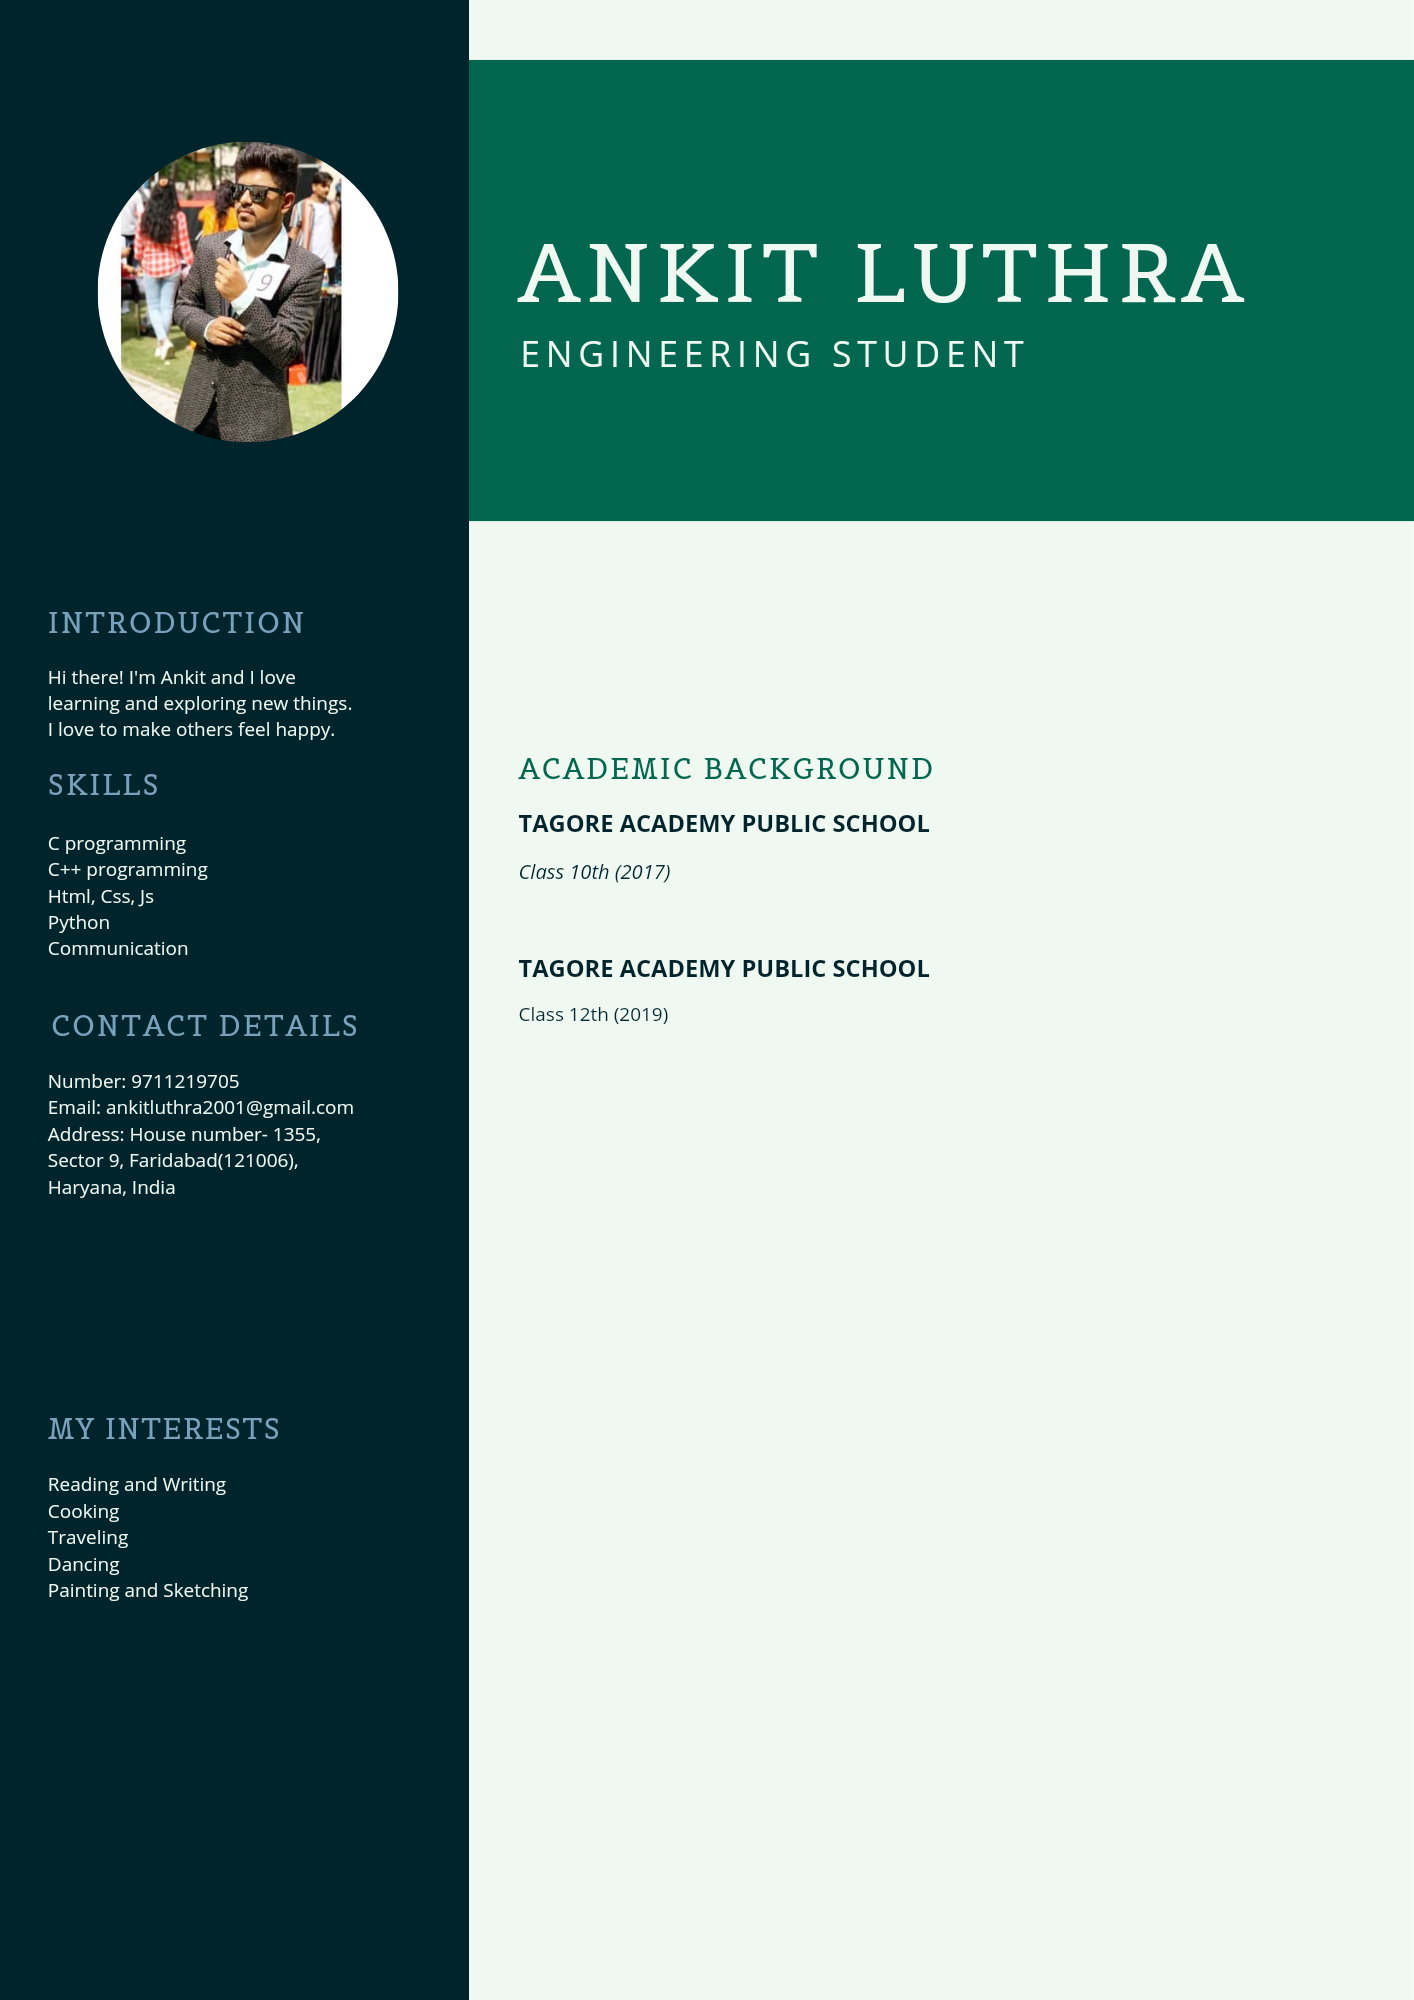 9
ANKIT LUTHRA
ENGINEERING STUDENT
INTRODUCTION
Hi there! I'm Ankit and I love
learning and exploring new things.
I love to make others feel happy.
SKILLS
C programming
C++ programming
Html, Css, Js
Python
Communication
CONTACT DETAILS
Number: 9711219705
Email: ankitluthra2001@gmail.com
Address: House number- 1355,
Sector 9, Faridabad(121006),
Haryana, India
MY INTERESTS
Reading and Writing
Cooking
Traveling
Dancing
Painting and Sketching
ACADEMIC BACKGROUND
TAGORE ACADEMY PUBLIC SCHOOL
Class 10th (2017)
TAGORE ACADEMY PUBLIC SCHOOL
Class 12th (2019)